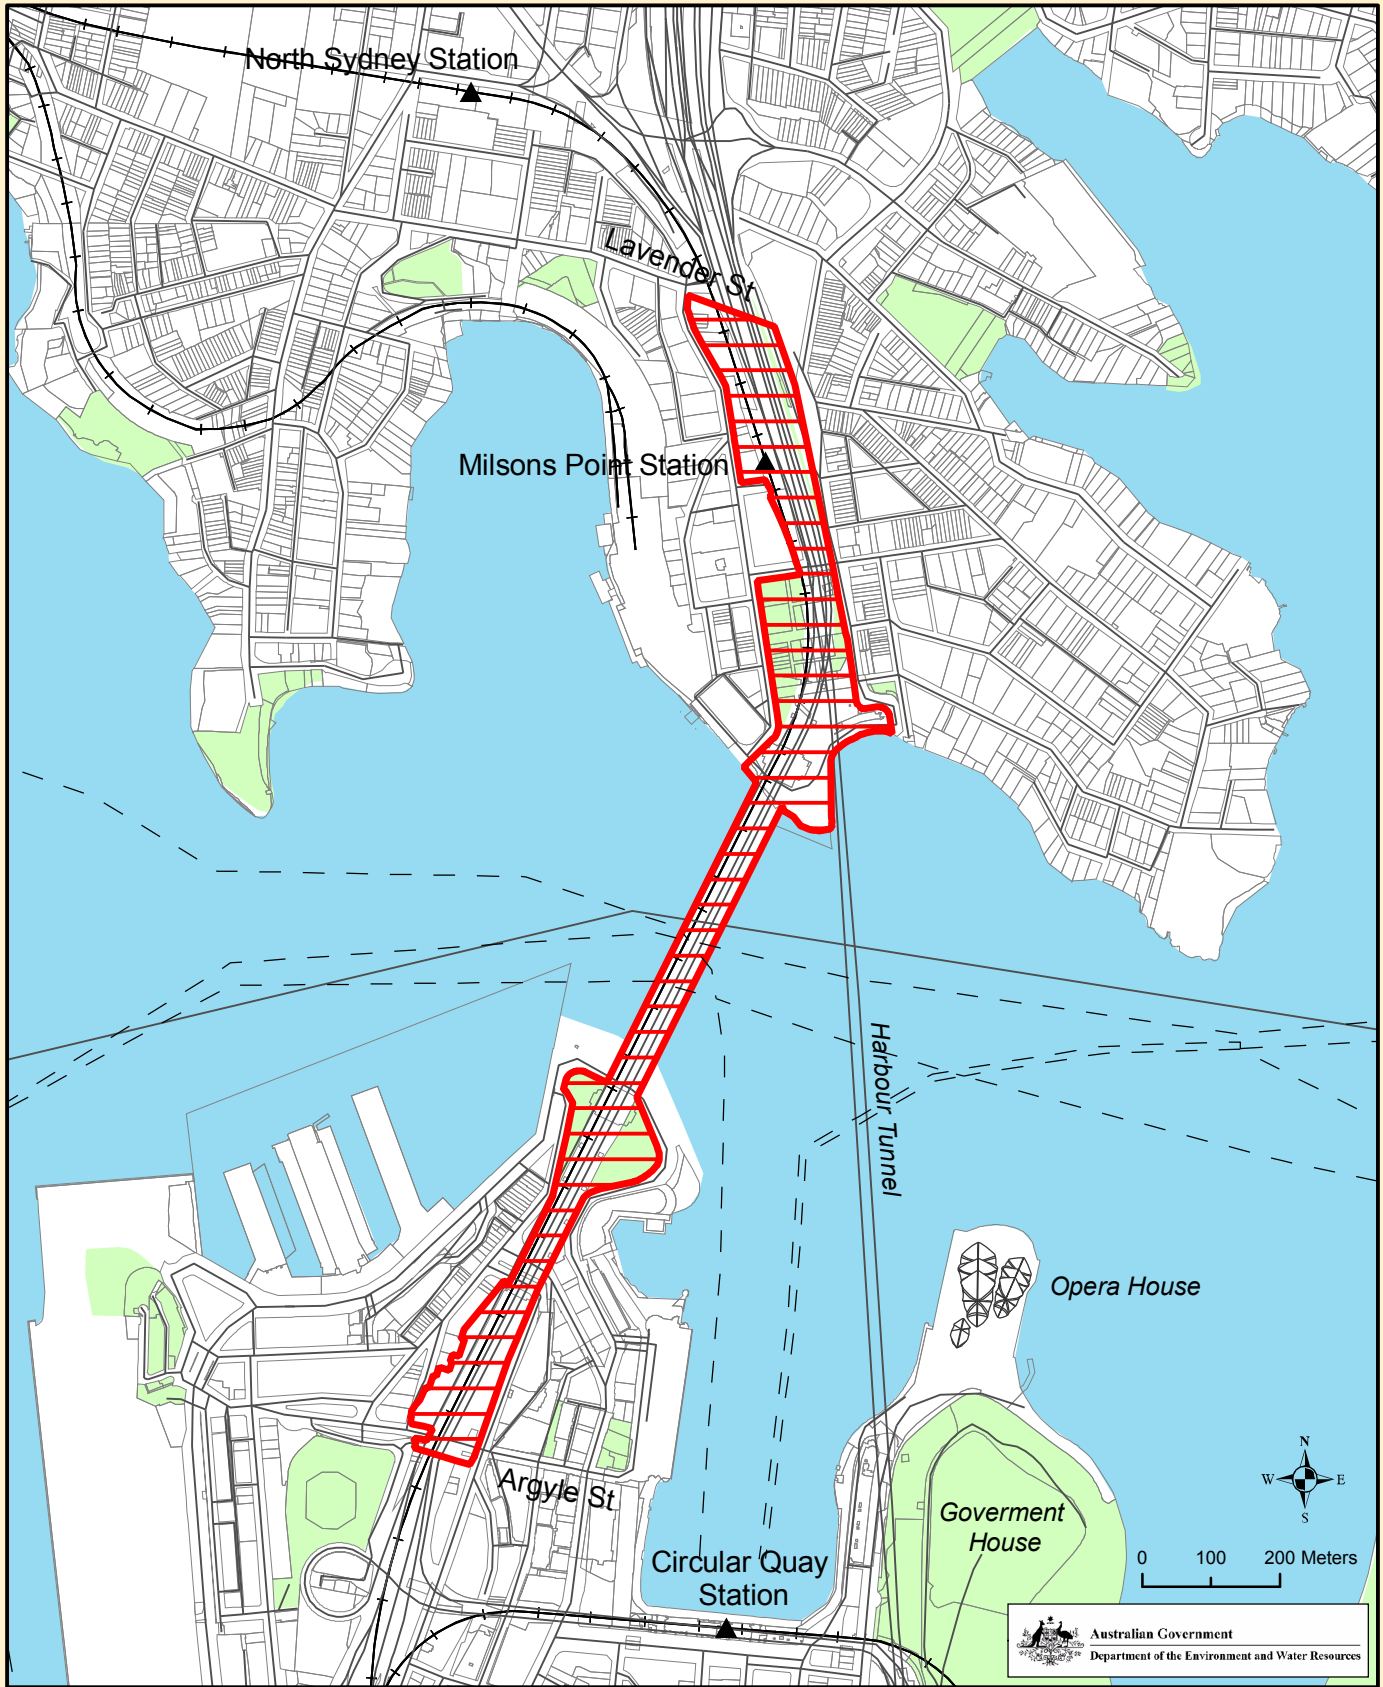 North Sydney Station
Lavender St
Milsons Point Station
Harbour Tunnel
Opera House
Argyle St
Goverment
House
Circular Quay
Station
N
W E
S
0 100 200 Meters
Australian Government
Department of the Environment and Water Resources